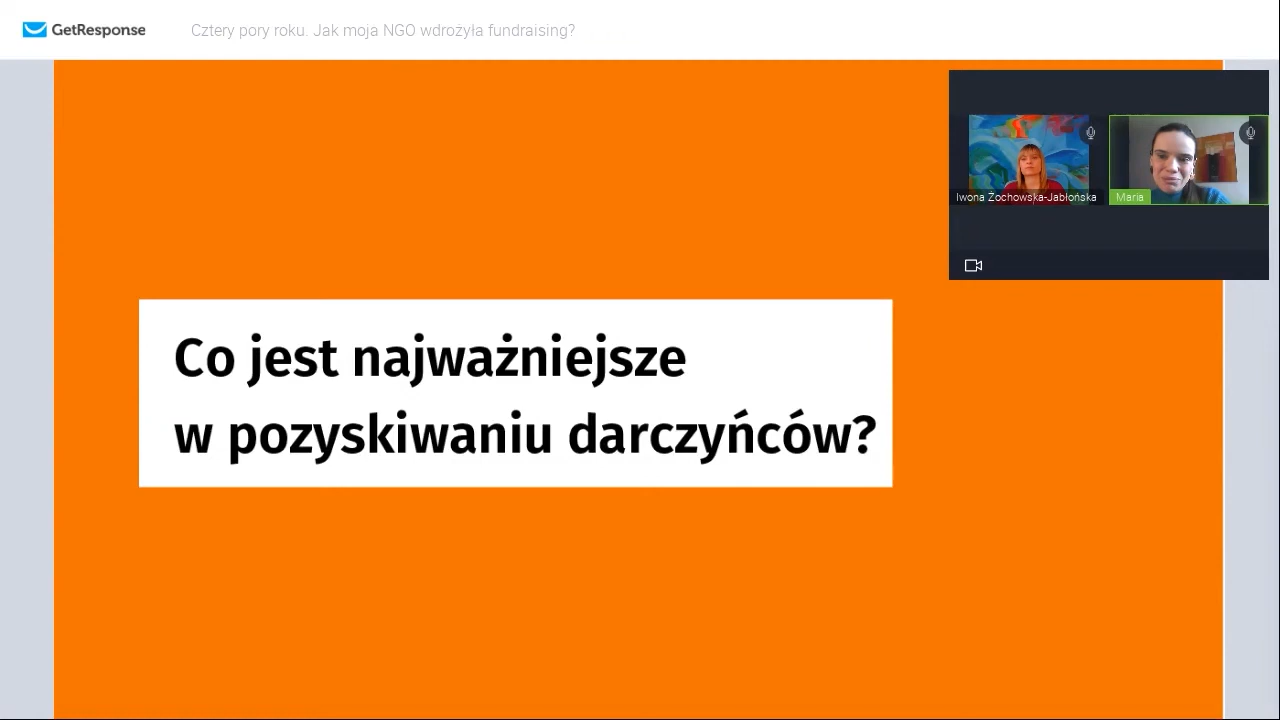 GetResponse
Cztery pory roku. Jak moja NGO wdrożyła fundraising?
Iwona Żochowska-Jabłońska
Maria
Co jest najważniejsze
w pozyskiwaniu darczyńców?